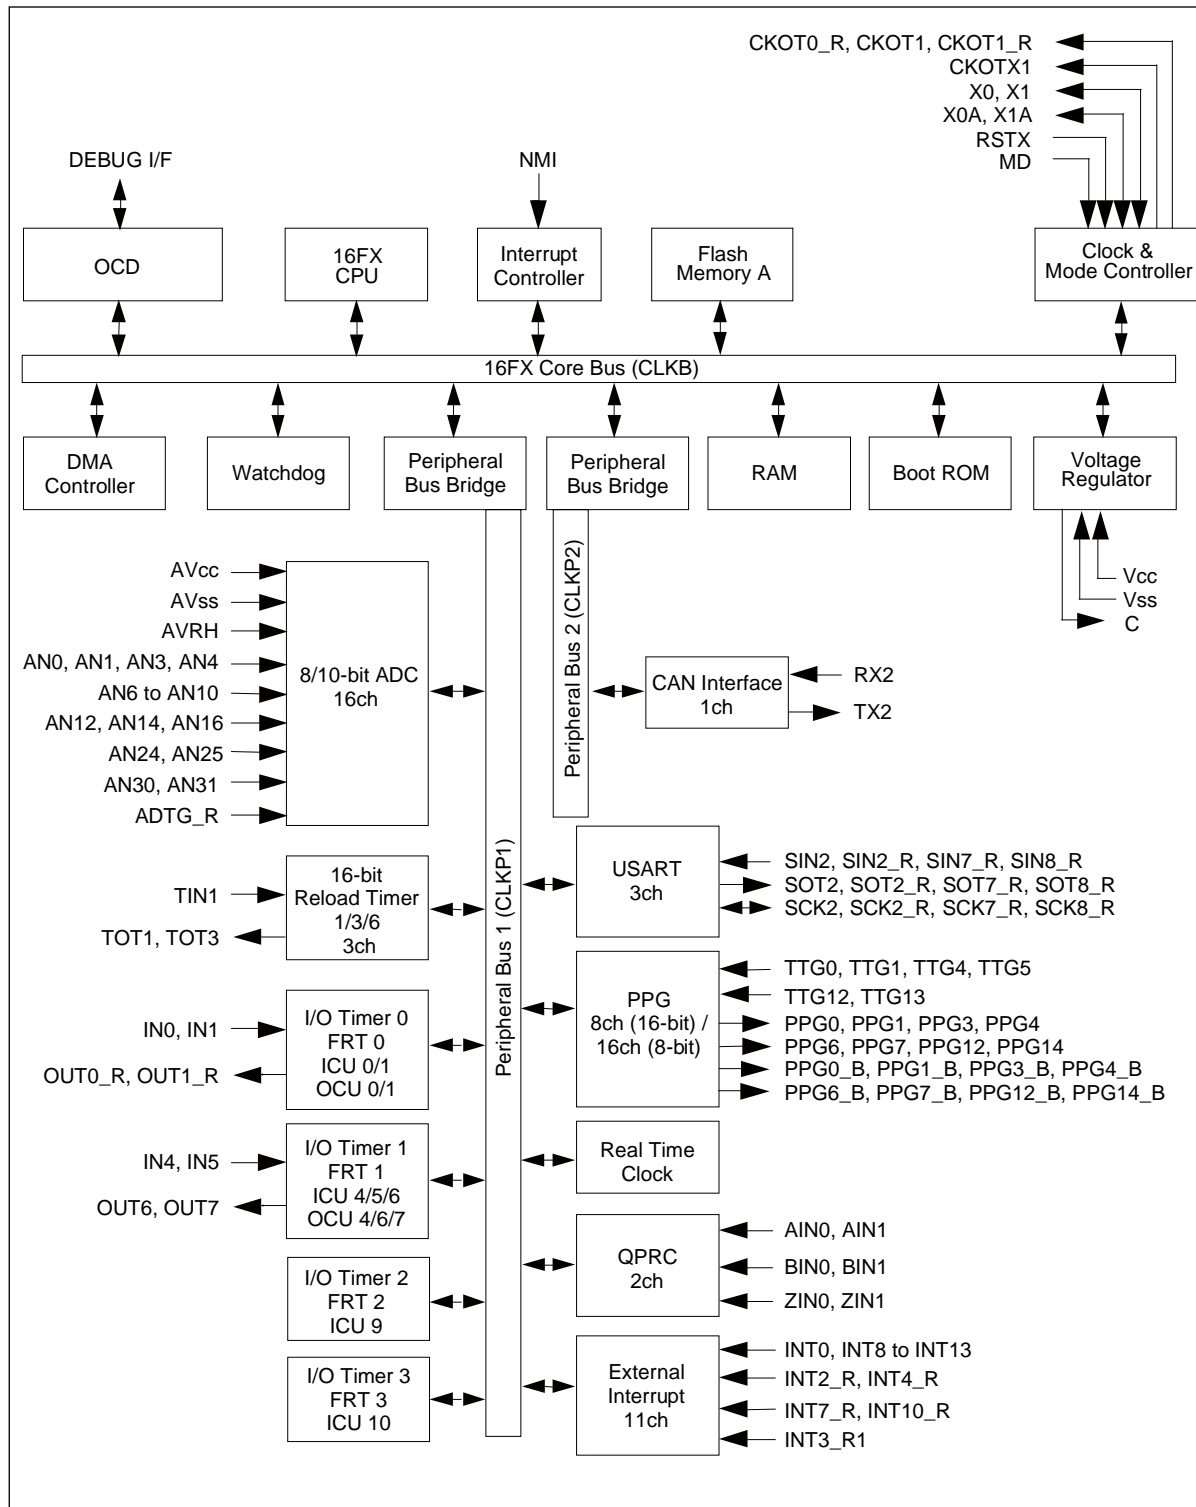 CKOT0_R, CKOT1, CKOT1_R
CKOTX1
X0, X1
X0A, X1A
RSTX
MD
DEBUG I/F
NMI
OCD
16FX
CPU
Interrupt
Controller
Flash
Memory A
Clock &
Mode Controller
16FX Core Bus (CLKB)
DMA
Controller
Watchdog
Peripheral
Bus Bridge
Peripheral
Bus Bridge
RAM
Boot ROM
Voltage
Regulator
Vcc
Vss
C
Peripheral Bus 1 (CLKP1)
Peripheral Bus 2 (CLKP2)
AVcc
AVss
AVRH
AN0, AN1, AN3, AN4
AN6 to AN10
AN12, AN14, AN16
AN24, AN25
AN30, AN31
ADTG_R
8/10-bit ADC
16ch
CAN Interface
1ch
RX2
TX2
TIN1
TOT1, TOT3
16-bit
Reload Timer
1/3/6
3ch
USART
3ch
SIN2, SIN2_R, SIN7_R, SIN8_R
SOT2, SOT2_R, SOT7_R, SOT8_R
SCK2, SCK2_R, SCK7_R, SCK8_R
IN0, IN1
OUT0_R, OUT1_R
I/O Timer 0
FRT 0
ICU 0/1
OCU 0/1
PPG
8ch (16-bit) /
16ch (8-bit)
TTG0, TTG1, TTG4, TTG5
TTG12, TTG13
PPG0, PPG1, PPG3, PPG4
PPG6, PPG7, PPG12, PPG14
PPG0_B, PPG1_B, PPG3_B, PPG4_B
PPG6_B, PPG7_B, PPG12_B, PPG14_B
IN4, IN5
OUT6, OUT7
I/O Timer 1
FRT 1
ICU 4/5/6
OCU 4/6/7
Real Time
Clock
I/O Timer 2
FRT 2
ICU 9
QPRC
2ch
AIN0, AIN1
BIN0, BIN1
ZIN0, ZIN1
I/O Timer 3
FRT 3
ICU 10
External
Interrupt
11ch
INT0, INT8 to INT13
INT2_R, INT4_R
INT7_R, INT10_R
INT3_R1